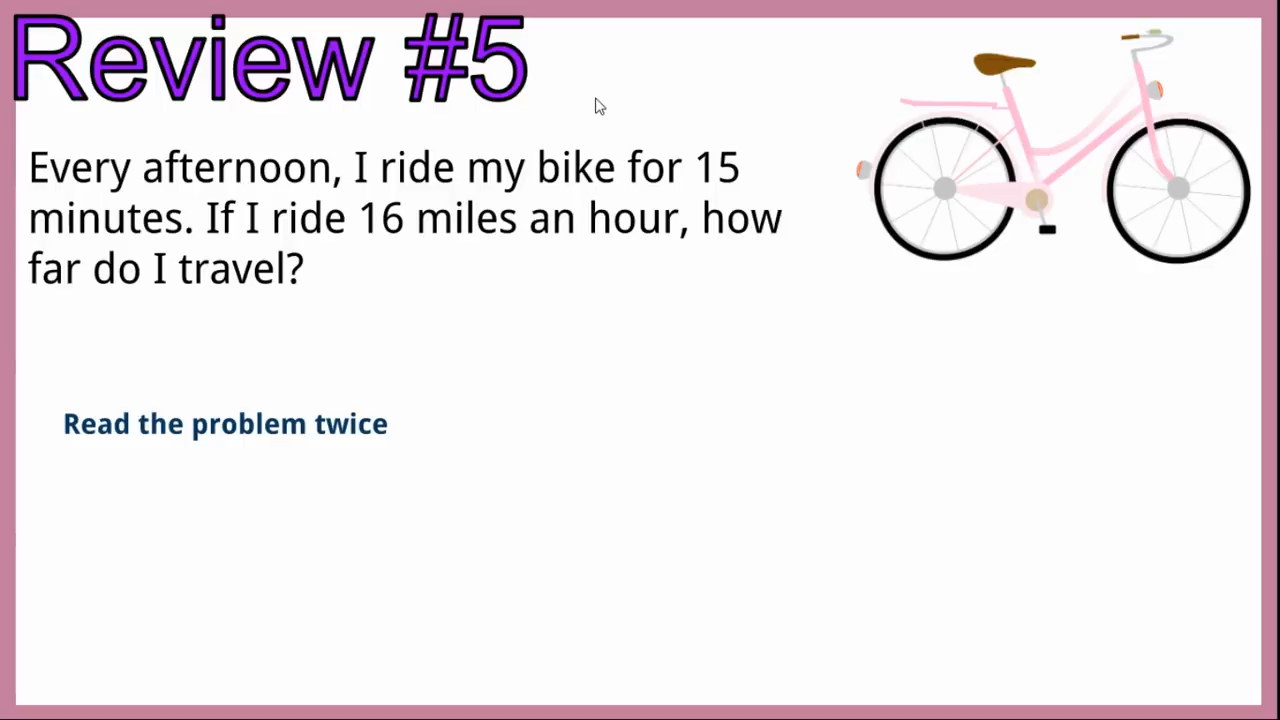 Review #5
Every afternoon, I ride my bike for 15
minutes. If I ride 16 miles an hour, how
far do I travel?
Read the problem twice